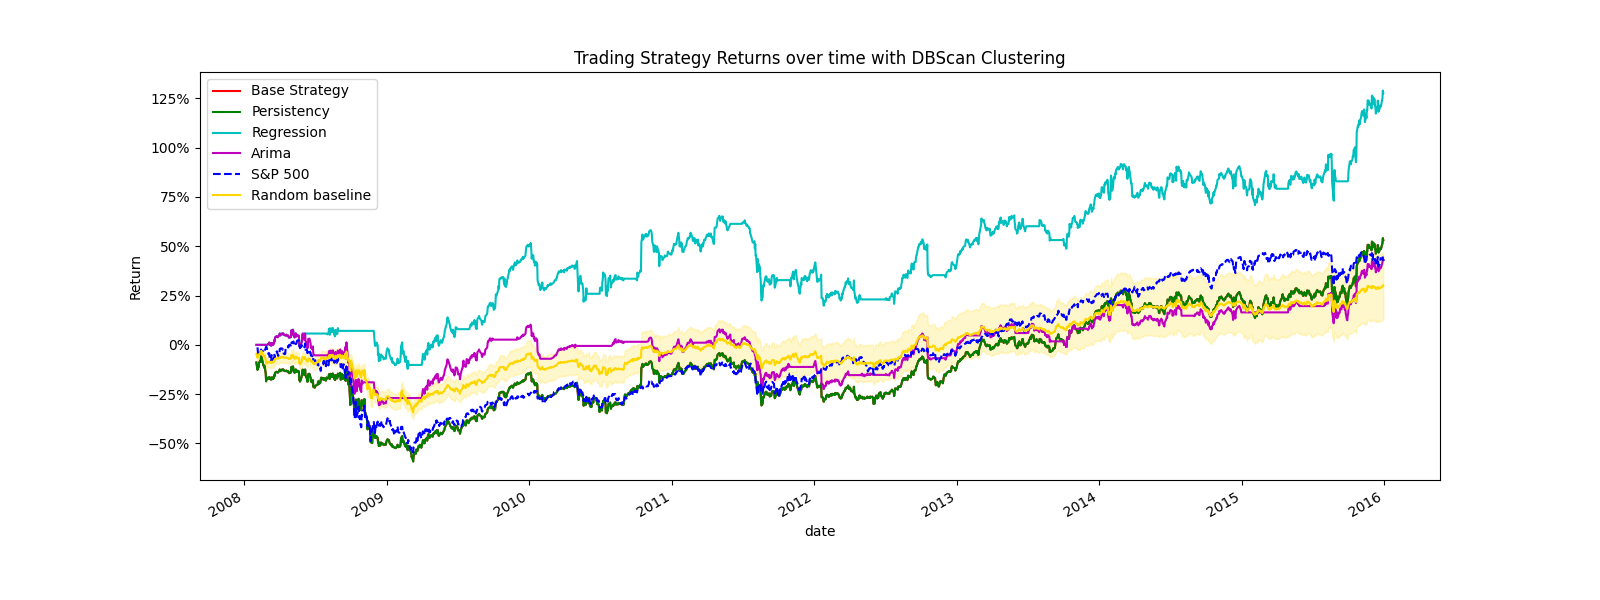 Trading Strategy Returns over time with DBScan Clustering
Base Strategy
Persistency
Regression
Arima
S&P 500
Random baseline
125%
100%
75%
50%
25%
0%
−25%
−50%
Return
2008
2009
2010
2011
2012
2013
2014
2015
2016
date